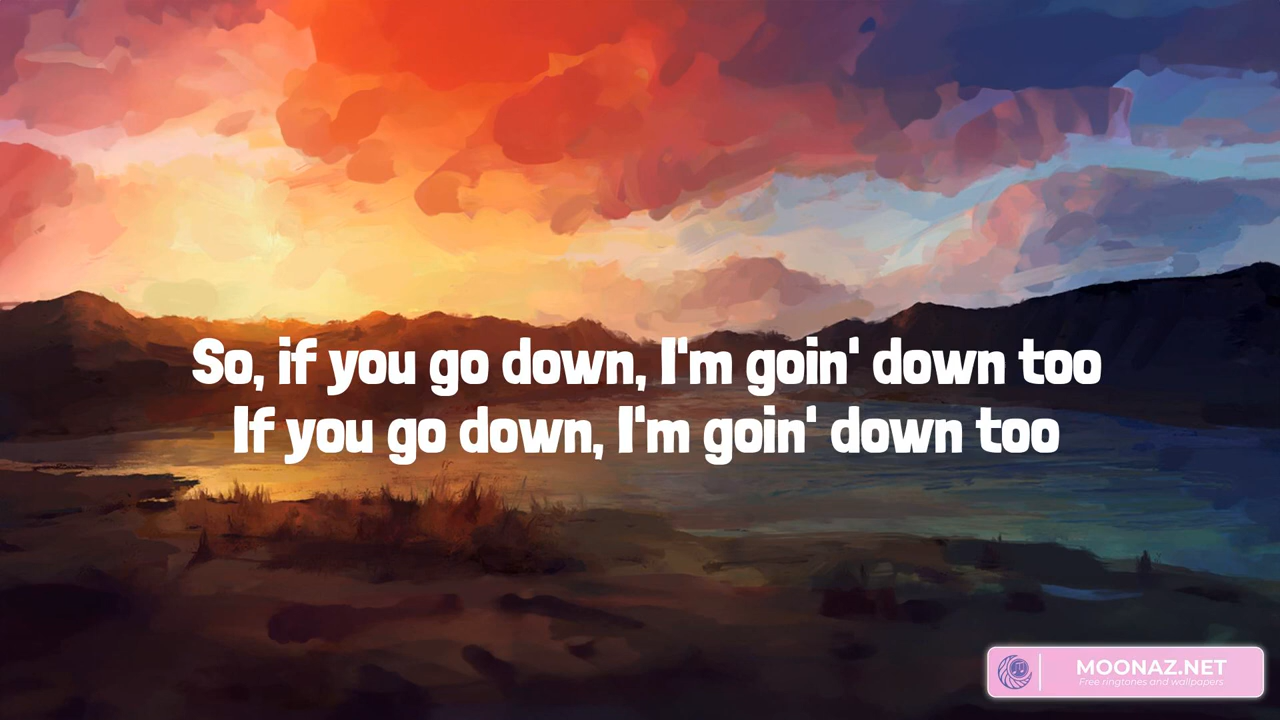 So, if you go down, I'm goin' down too
If you go down, I'm goin' down too
MOONAZ.NET
Free ringtones and wallpapers